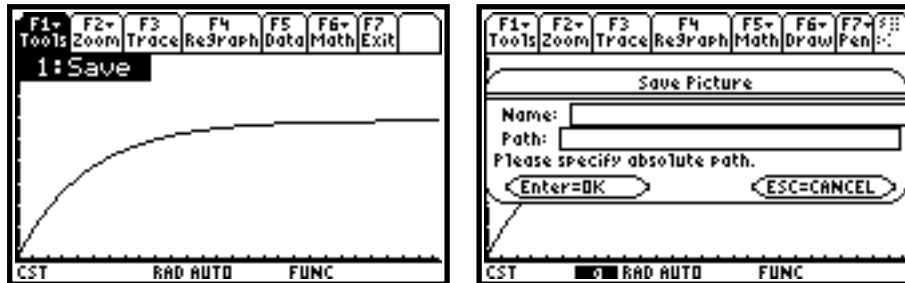 F1 F2 F3 F4 F5 F6 F7
Tools Zoom Trace ReGraph Data Math Exit
1:Save
CST RAD AUTO FUNC
F1 F2 F3 F4 F5 F6 F7
Tools Zoom Trace ReGraph Math Draw Pen
Save Picture
Name:
Path:
Please specify absolute path.
Enter=OK ESC=CANCEL
CST a RAD AUTO FUNC